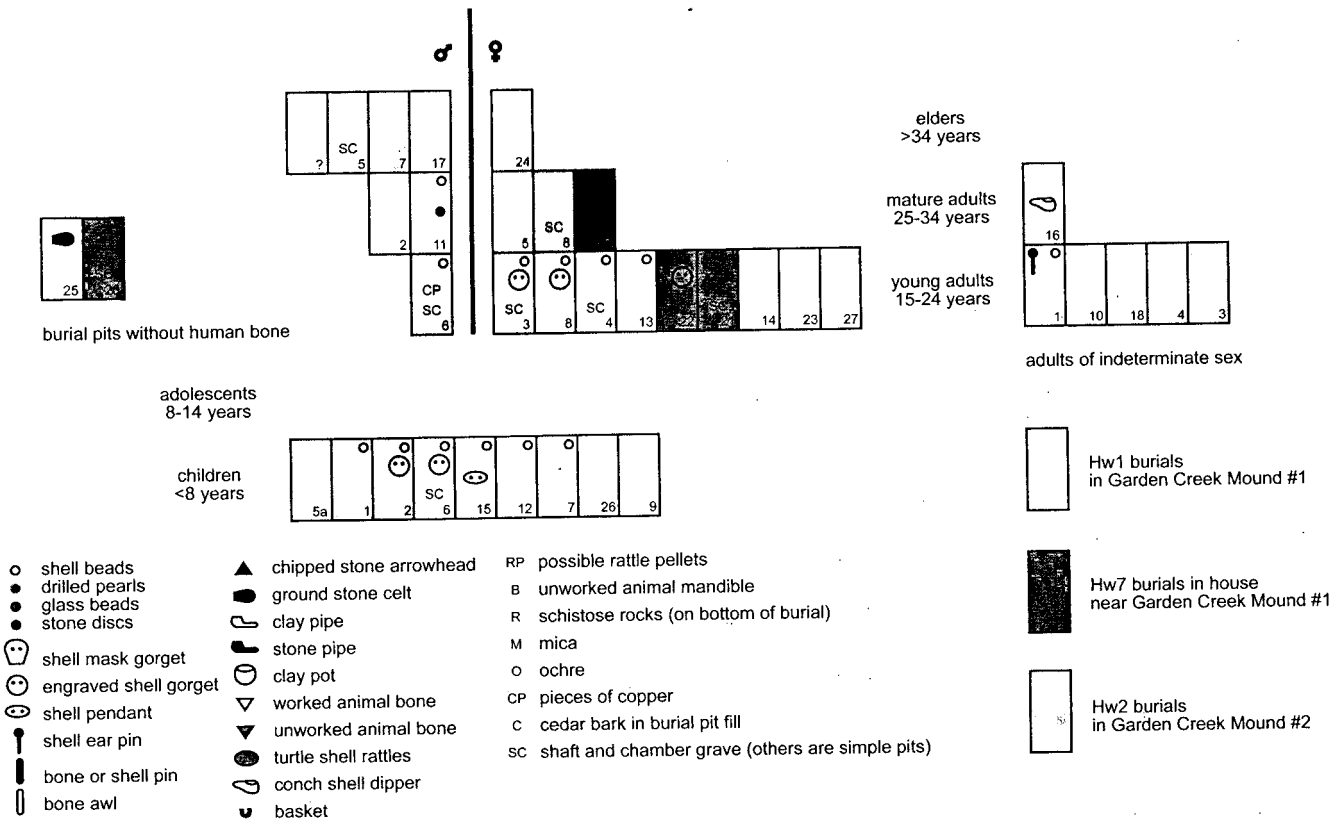 ♂ ♀
? SC 5 7 17
24
elders
>34 years
2 11
5 SC 8
mature adults
25-34 years
16
25
CP SC 6
SC 3 8 SC 4 13 22 14 23 27
young adults
15-24 years
1 10 18 4 3
burial pits without human bone
adults of indeterminate sex
adolescents
8-14 years
children
<8 years
5a 1 2 SC 6 15 12 7 26 9
Hw1 burials
in Garden Creek Mound #1
Hw7 burials in house
near Garden Creek Mound #1
Hw2 burials
in Garden Creek Mound #2
shell beads
drilled pearls
glass beads
stone discs
shell mask gorget
engraved shell gorget
shell pendant
shell ear pin
bone or shell pin
bone awl
chipped stone arrowhead
ground stone celt
clay pipe
stone pipe
clay pot
worked animal bone
unworked animal bone
turtle shell rattles
conch shell dipper
basket
RP possible rattle pellets
B unworked animal mandible
R schistose rocks (on bottom of burial)
M mica
O ochre
CP pieces of copper
C cedar bark in burial pit fill
SC shaft and chamber grave (others are simple pits)